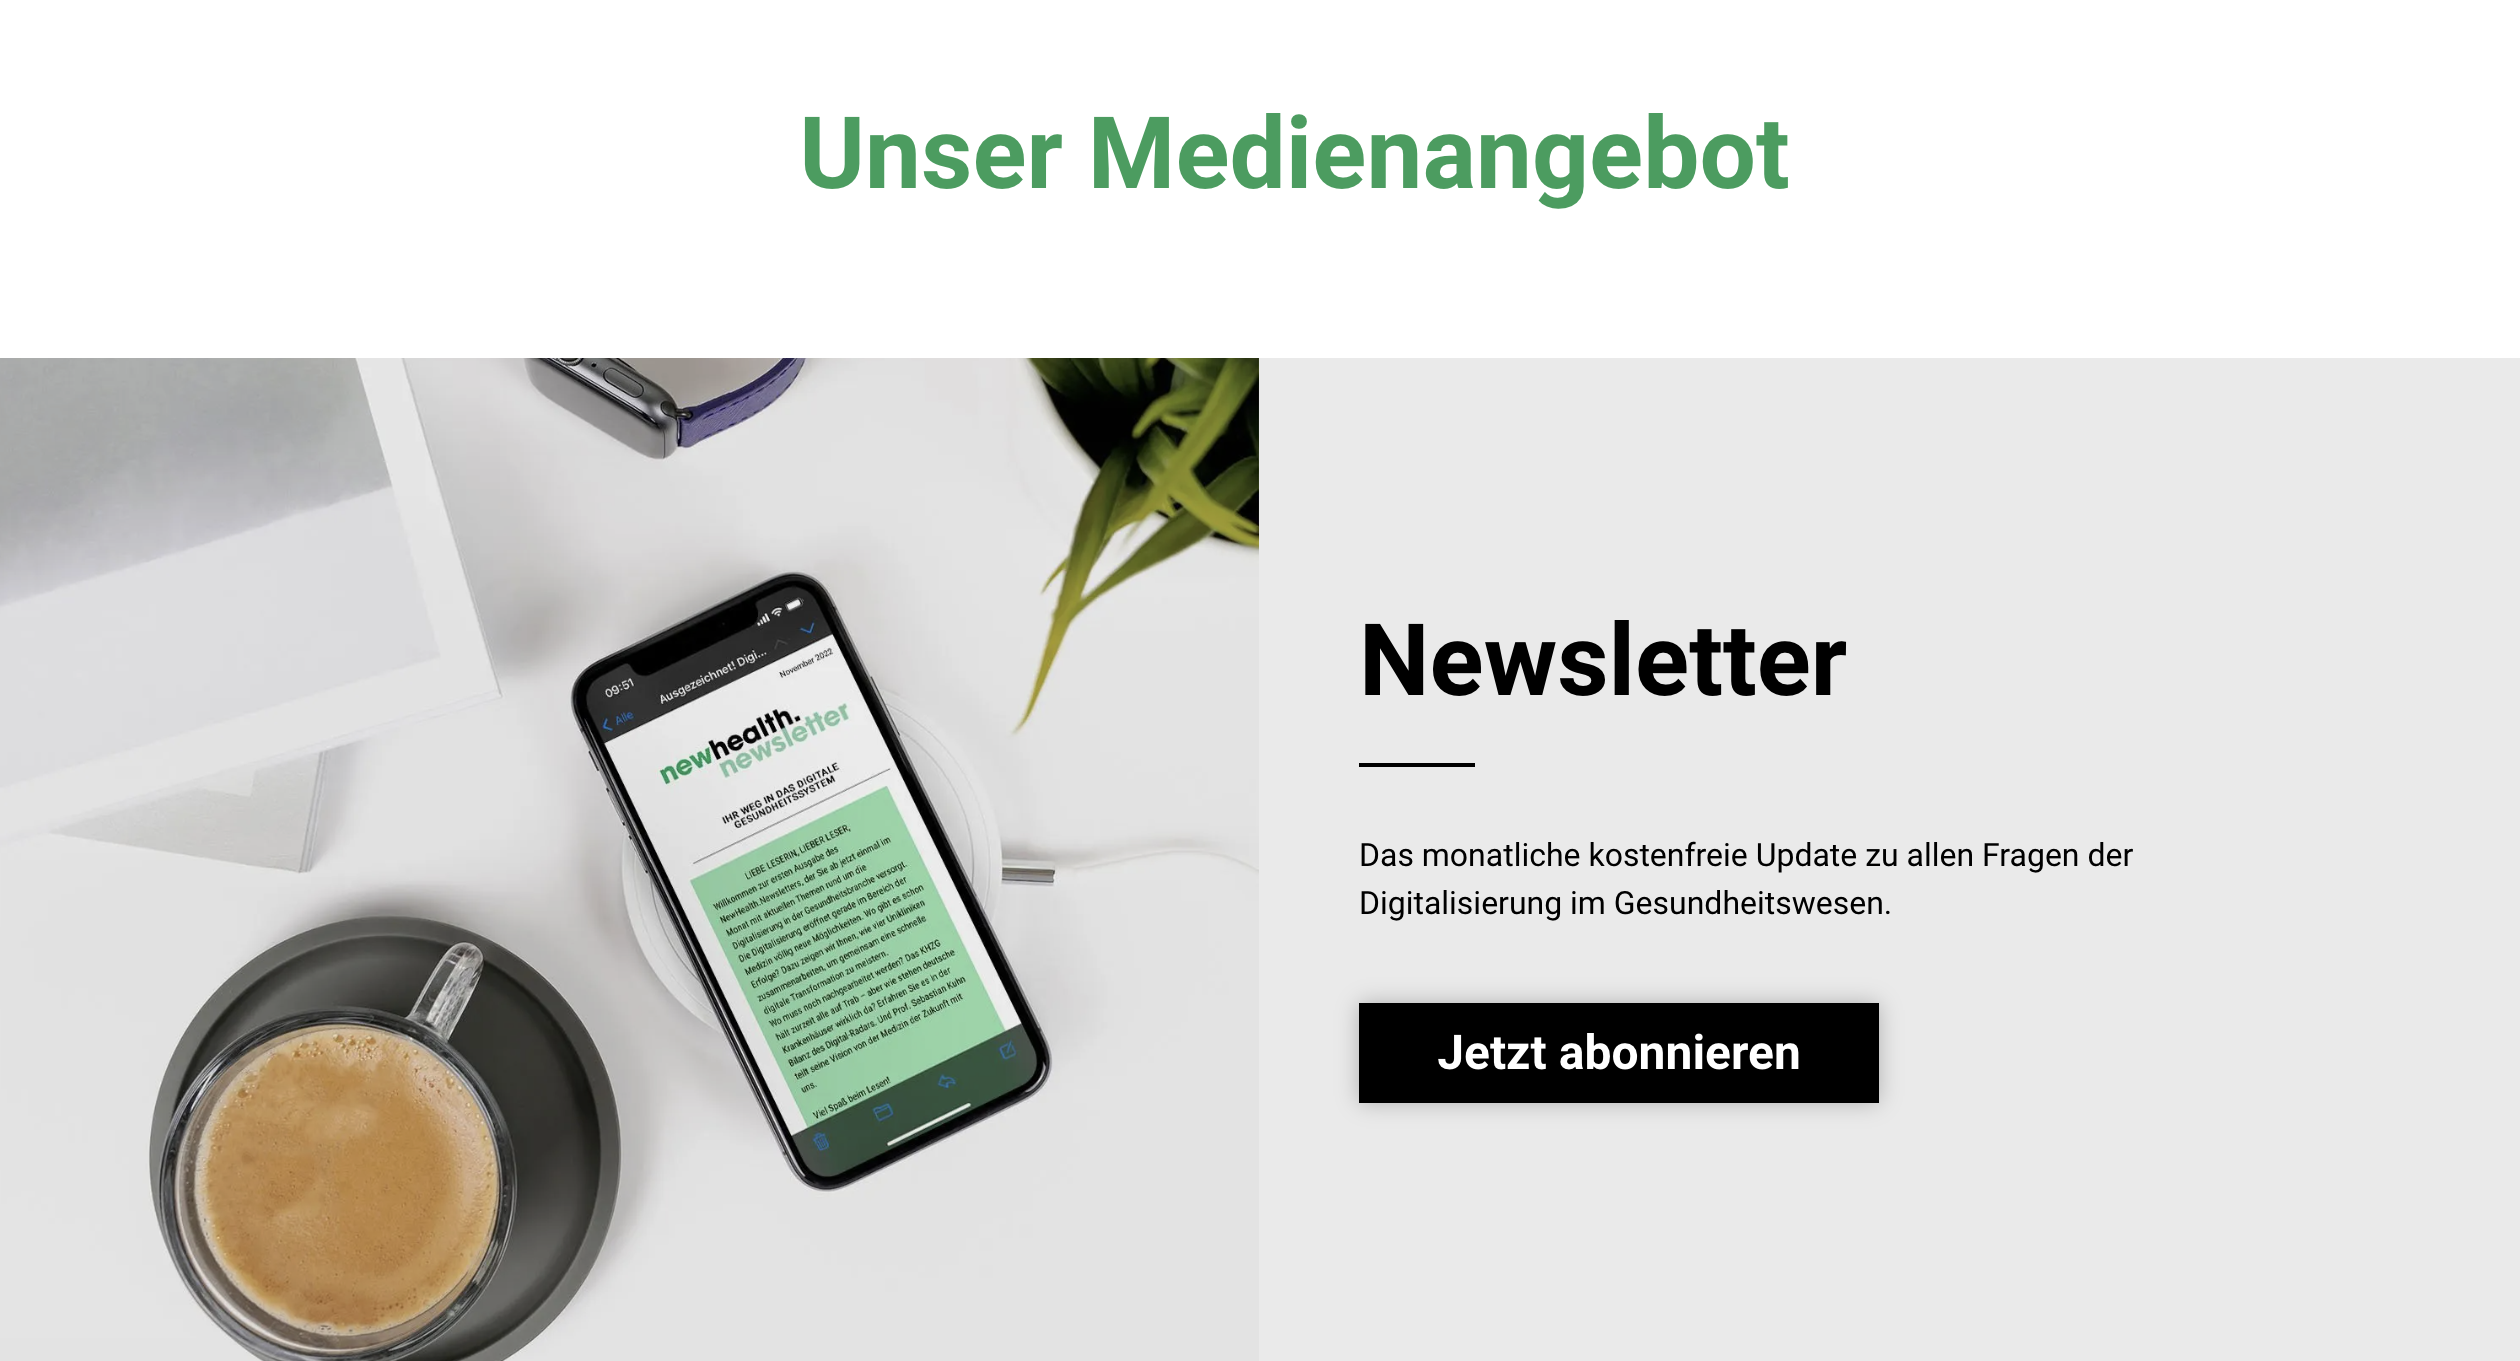 Unser Medienangebot
09:51
Alle
Ausgezeichnet! Digi...
November 2022
newhealth.
newsletter
IHR WEG IN DAS DIGITALE
GESUNDHEITSSYSTEM
LIEBE LESERIN, LIEBER LESER,
Willkommen zur ersten Ausgabe des
NewHealth.Newsletters, der Sie ab jetzt einmal im
Monat mit aktuellen Themen rund um die
Digitalisierung in der Gesundheitsbranche versorgt.
Die Digitalisierung eröffnet gerade im Bereich der
Medizin völlig neue Möglichkeiten. Wo gibt es schon
Erfolge? Dazu zeigen wir Ihnen, wie vier Unikliniken
zusammenarbeiten, um gemeinsam eine schnelle
digitale Transformation zu meistern.
Wo muss noch nachgearbeitet werden? Das KHZG
hält zurzeit alle auf Trab – aber wie stehen deutsche
Krankenhäuser wirklich da? Erfahren Sie es in der
Bilanz des Digital-Radars. Und Prof. Sebastian Kuhn
teilt seine Vision von der Medizin der Zukunft mit
uns.
Viel Spaß beim Lesen!
Newsletter
Das monatliche kostenfreie Update zu allen Fragen der
Digitalisierung im Gesundheitswesen.
Jetzt abonnieren